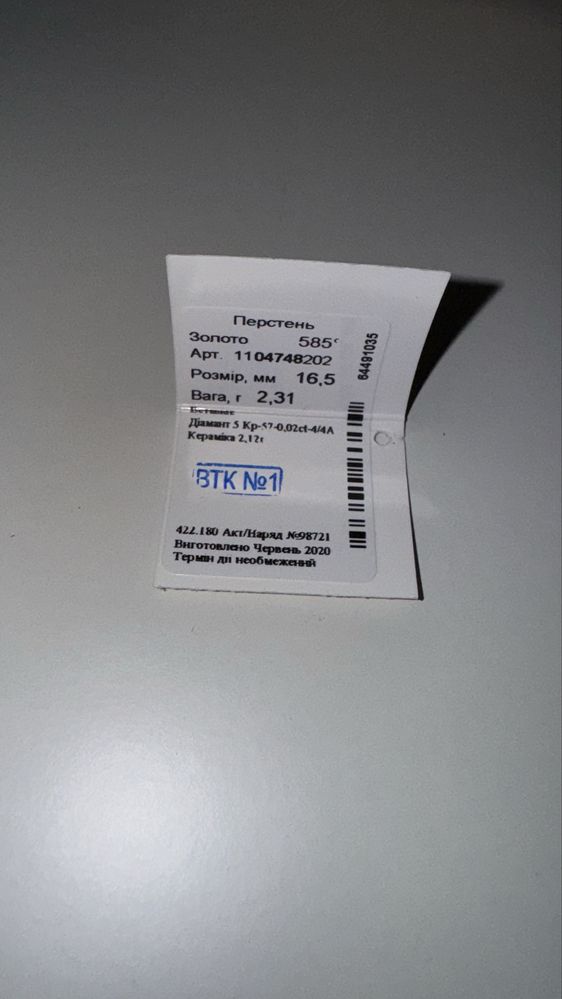 Перстень
Золото 585°
Арт. 1104748202
Розмір, мм 16,5
Вага, г 2,31
Діамант 5 Кр-57-0,02ct-4/4А
Кераміка 2,12г
ВТК №1
422.180 Акт/Наряд №98721
Виготовлено Червень 2020
Термін дії необмежений
64491035